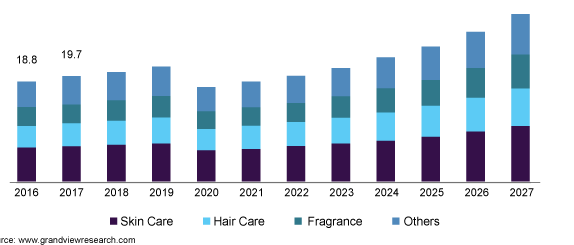 18.8
19.7
2016 2017 2018 2019 2020 2021 2022 2023 2024 2025 2026 2027
Skin Care Hair Care Fragrance Others
rce: www.grandviewresearch.com